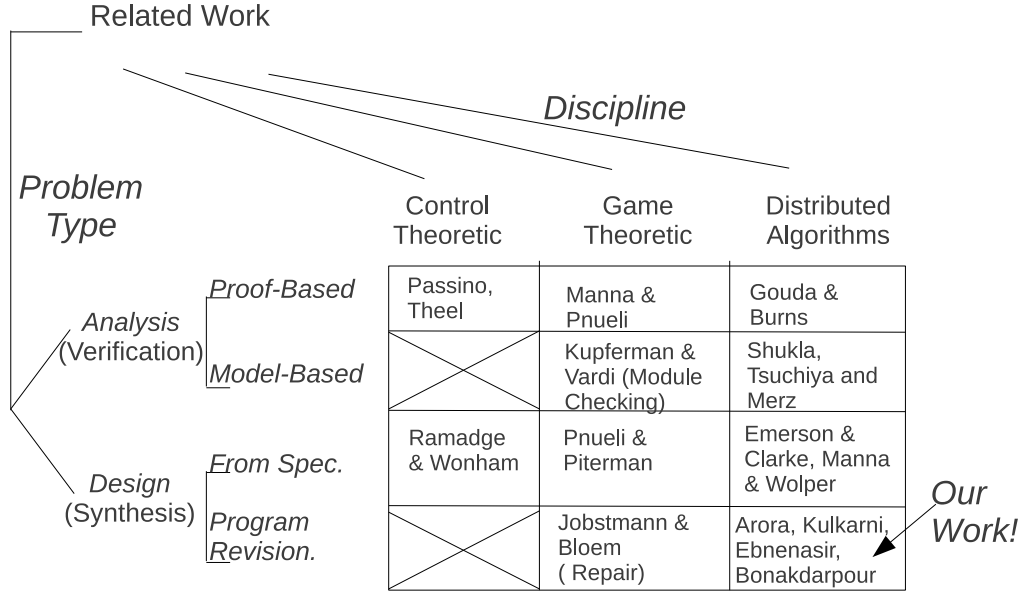 Related Work
Discipline
Problem
Type
Control
Theoretic
Game
Theoretic
Distributed
Algorithms
Proof-Based
Passino,
Theel
Manna &
Pnueli
Gouda &
Burns
Analysis
(Verification)
Model-Based
Kupferman &
Vardi (Module
Checking)
Shukla,
Tsuchiya and
Merz
From Spec.
Ramadge
& Wonham
Pnueli &
Piterman
Emerson &
Clarke, Manna
& Wolper
Design
(Synthesis)
Program
Revision.
Jobstmann &
Bloem
( Repair)
Arora, Kulkarni,
Ebnenasir,
Bonakdarpour
Our
Work!